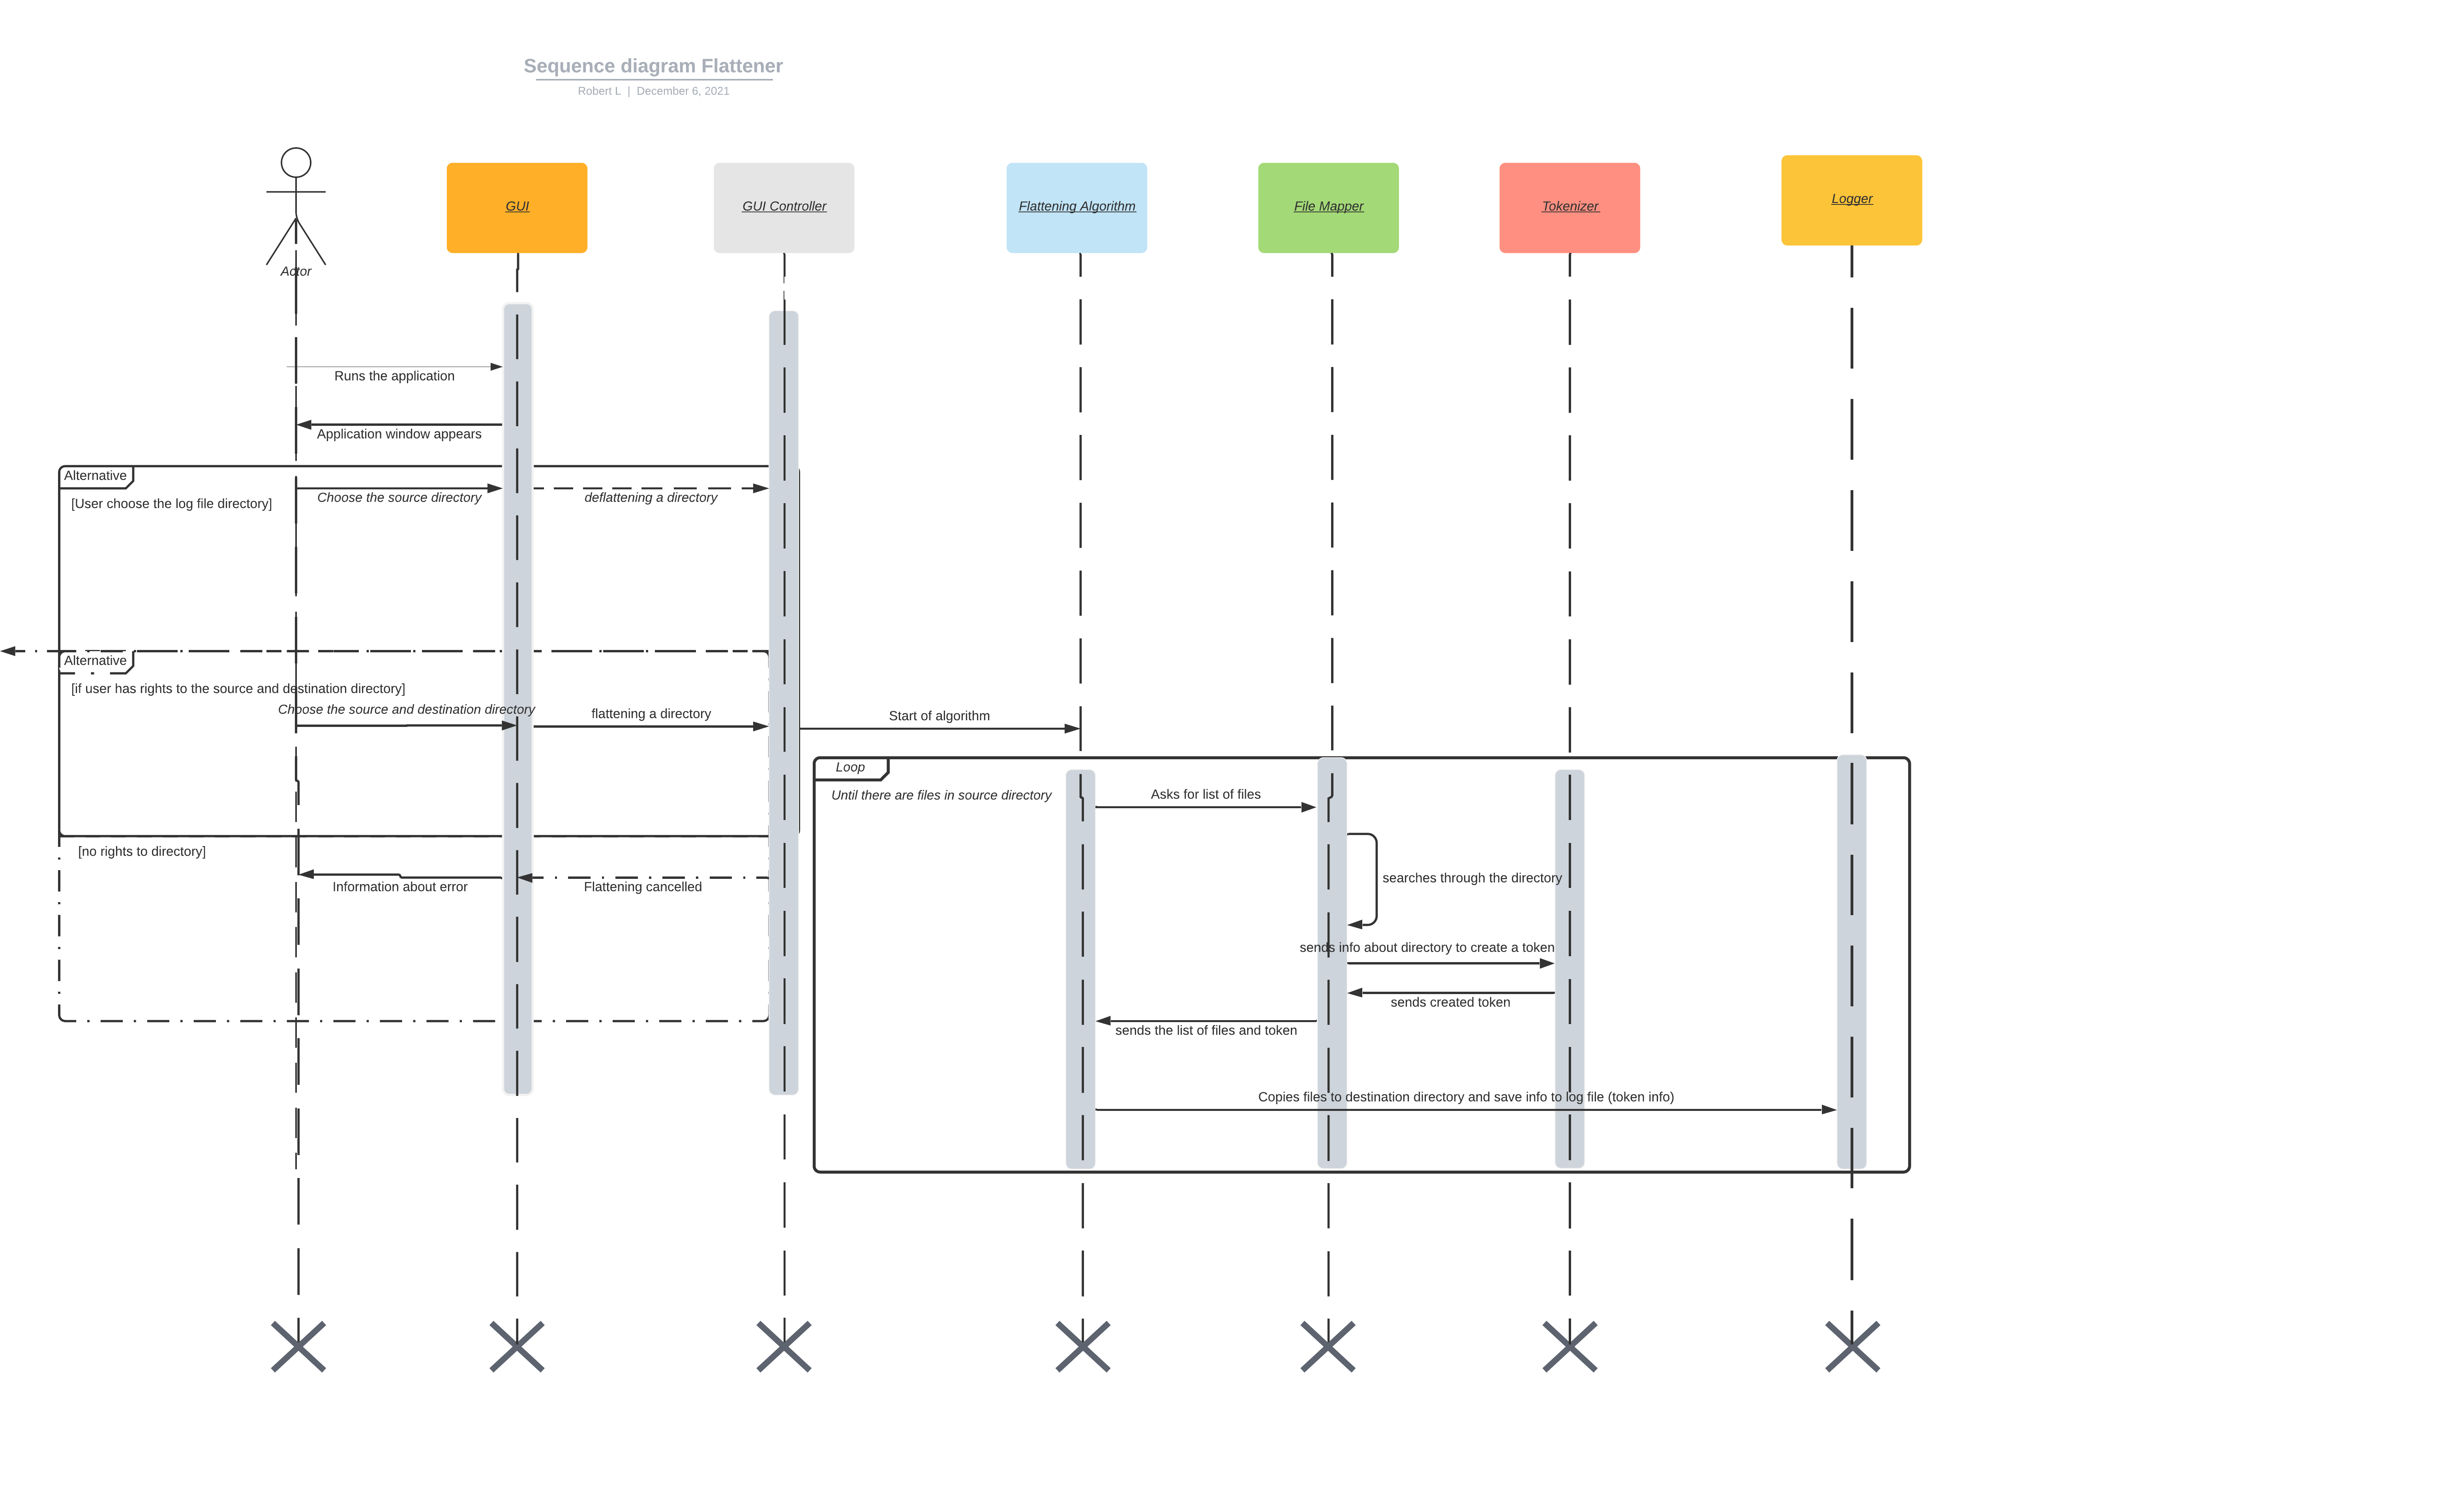 Sequence diagram Flattener
Robert L | December 6, 2021
Actor
GUI
GUI Controller
Flattening Algorithm
File Mapper
Tokenizer
Logger
Runs the application
Application window appears
Alternative
[User choose the log file directory]
Choose the source directory
deflattening a directory
Alternative
[if user has rights to the source and destination directory]
Choose the source and destination directory
flattening a directory
Start of algorithm
Loop
Until there are files in source directory
Asks for list of files
[no rights to directory]
Information about error
Flattening cancelled
searches through the directory
sends info about directory to create a token
sends created token
sends the list of files and token
Copies files to destination directory and save info to log file (token info)